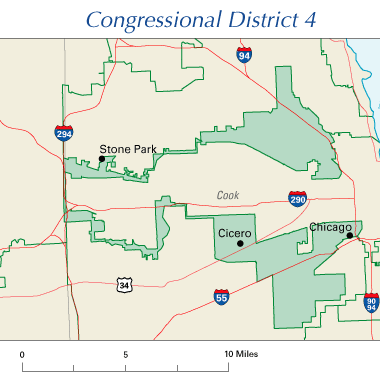 Congressional District 4
94
294
Stone Park
Cook
290
Cicero
Chicago
34
55
90
94
0 5 10 Miles